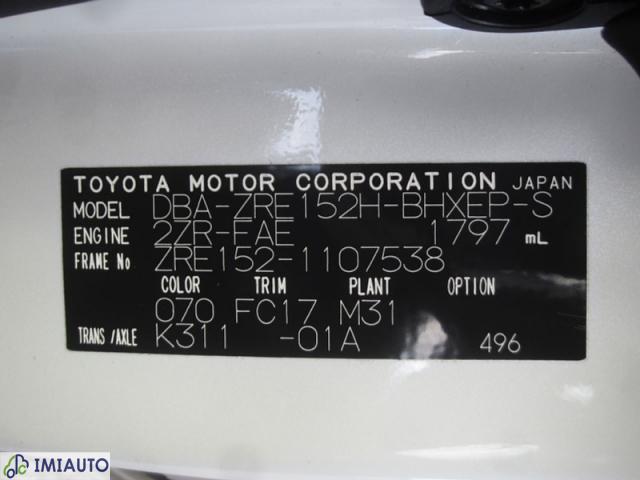 TOYOTA MOTOR CORPORATION JAPAN
MODEL DBA-ZRE152H-BHXEP-S
ENGINE 2ZR-FAE 1797 mL
FRAME No ZRE152-1107538
COLOR TRIM PLANT OPTION
070 FC17 M31
TRANS/AXLE K311 -01A 496
IMIAUTO